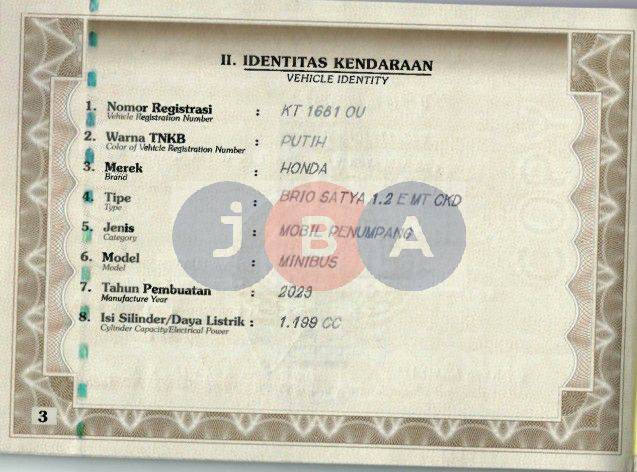 II. IDENTITAS KENDARAAN
VEHICLE IDENTITY
1. Nomor Registrasi : KT 1681 OU
Vehicle Registration Number
2. Warna TNKB : PUTIH
Color of Vehicle Registration Number
3. Merek : HONDA
Brand
4. Tipe : BRIO SATYA 1.2 E MT CKD
Type
5. Jenis : MOBIL PENUMPANG
Category
6. Model : MINIBUS
Model
7. Tahun Pembuatan : 2023
Manufacture Year
8. Isi Silinder/Daya Listrik : 1.199 CC
Cylinder Capacity/Electrical Power
JBA
3